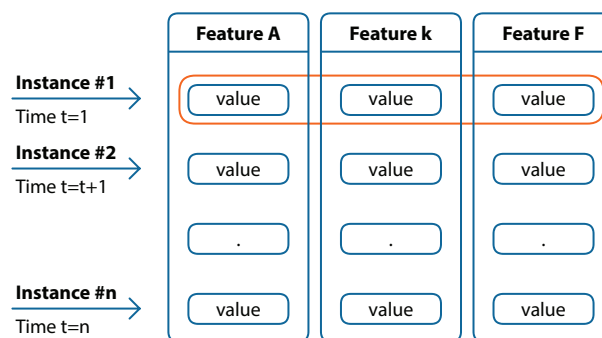 Feature A Feature k Feature F
Instance #1
value value value
Time t=1
Instance #2
value value value
Time t=t+1
. . .
Instance #n
value value value
Time t=n